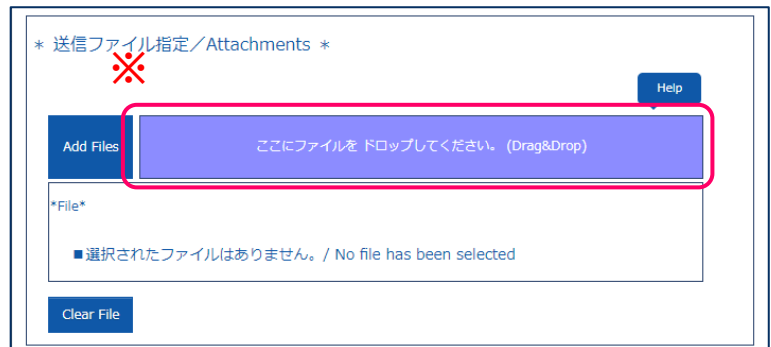 * 送信ファイル指定／Attachments *
※
Help
Add Files
ここにファイルを ドロップしてください。 (Drag&Drop)
*File*
■選択されたファイルはありません。/ No file has been selected
Clear File